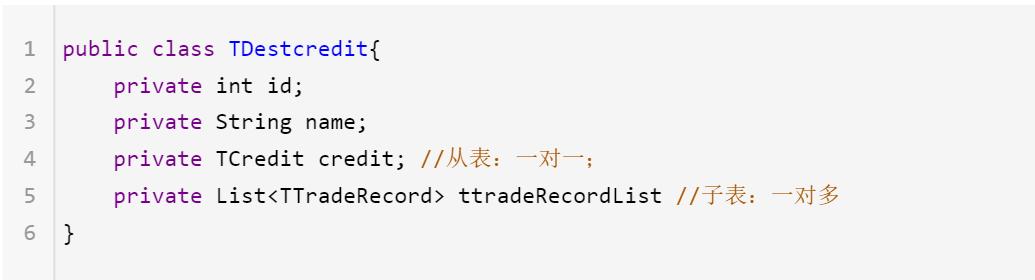 1 public class TDestcredit{
2 private int id;
3 private String name;
4 private TCredit credit; //从表：一对一；
5 private List<TTradeRecord> ttradeRecordList //子表：一对多
6 }